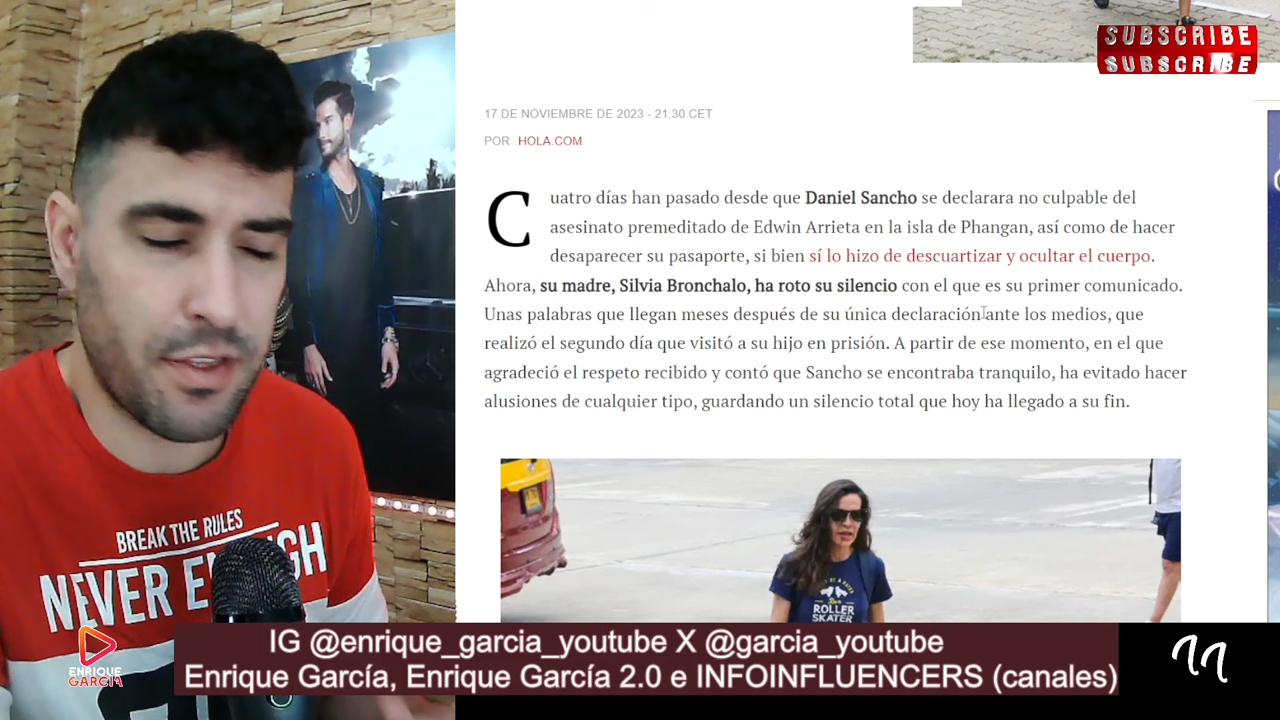 SUBSCRIBE
SUBSCRIBE
17 DE NOVIEMBRE DE 2023 - 21:30 CET
POR HOLA.COM
Cuatro días han pasado desde que Daniel Sancho se declarara no culpable del
asesinato premeditado de Edwin Arrieta en la isla de Phangan, así como de hacer
desaparecer su pasaporte, si bien sí lo hizo de descuartizar y ocultar el cuerpo.
Ahora, su madre, Silvia Bronchalo, ha roto su silencio con el que es su primer comunicado.
Unas palabras que llegan meses después de su única declaración ante los medios, que
realizó el segundo día que visitó a su hijo en prisión. A partir de ese momento, en el que
agradeció el respeto recibido y contó que Sancho se encontraba tranquilo, ha evitado hacer
alusiones de cualquier tipo, guardando un silencio total que hoy ha llegado a su fin.
BREAK THE RULES
NEVER
ROLLER
SKATER
IG @enrique_garcia_youtube X @garcia_youtube
Enrique García, Enrique García 2.0 e INFOINFLUENCERS (canales)
ENRIQUE
GARCÍA